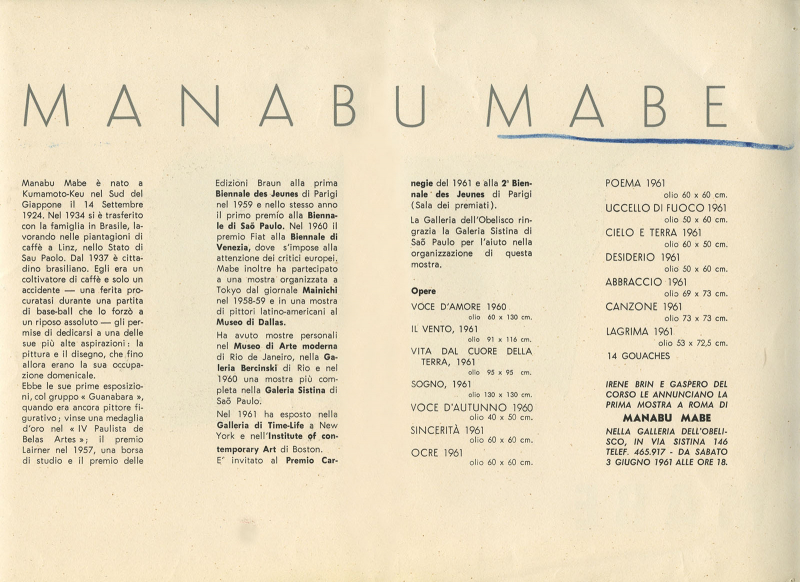 MANABU MABE
Manabu Mabe è nato a
Kumamoto-Keu nel Sud del
Giappone il 14 Settembre
1924. Nel 1934 si è trasferito
con la famiglia in Brasile, la-
vorando nelle piantagioni di
caffè a Linz, nello Stato di
Sau Paolo. Dal 1937 è citta-
dino brasiliano. Egli era un
coltivatore di caffè e solo un
accidente — una ferita pro-
curatasi durante una partita
di base-ball che lo forzò a
un riposo assoluto — gli per-
mise di dedicarsi a una delle
sue più alte aspirazioni: la
pittura e il disegno, che fino
allora erano la sua occupa-
zione domenicale.
Ebbe le sue prime esposizio-
ni, col gruppo « Guanabara »,
quando era ancora pittore fi-
gurativo; vinse una medaglia
d'oro nel « IV Paulista de
Belas Artes »; il premio
Lairner nel 1957, una borsa
di studio e il premio delle
Edizioni Braun alla prima
Biennale des Jeunes di Parigi
nel 1959 e nello stesso anno
il primo premio alla Bienna-
le di Saõ Paulo. Nel 1960 il
premio Fiat alla Biennale di
Venezia, dove s'impose alla
attenzione dei critici europei.
Mabe inoltre ha partecipato
a una mostra organizzata a
Tokyo dal giornale Mainichi
nel 1958-59 e in una mostra
di pittori latino-americani al
Museo di Dallas.
Ha avuto mostre personali
nel Museo di Arte moderna
di Rio de Janeiro, nella Ga-
leria Bercinski di Rio e nel
1960 una mostra più com-
pleta nella Galeria Sistina di
Saõ Paulo.
Nel 1961 ha esposto nella
Galleria di Time-Life a New
York e nell'Institute of con-
temporary Art di Boston.
E' invitato al Premio Car-
negie del 1961 e alla 2ª Bien-
nale des Jeunes di Parigi
(Sala dei premiati).
La Galleria dell'Obelisco rin-
grazia la Galeria Sistina di
Saõ Paulo per l'aiuto nella
organizzazione di questa
mostra.
Opere
VOCE D'AMORE 1960
olio 60 x 130 cm.
IL VENTO, 1961
olio 91 x 116 cm.
VITA DAL CUORE DELLA
TERRA, 1961
olio 95 x 95 cm.
SOGNO, 1961
olio 130 x 130 cm.
VOCE D'AUTUNNO 1960
olio 40 x 50 cm.
SINCERITÀ 1961
olio 60 x 60 cm.
OCRE 1961
olio 60 x 60 cm.
POEMA 1961
olio 60 x 60 cm.
UCCELLO DI FUOCO 1961
olio 50 x 60 cm.
CIELO E TERRA 1961
olio 60 x 50 cm.
DESIDERIO 1961
olio 50 x 60 cm.
ABBRACCIO 1961
olio 69 x 73 cm.
CANZONE 1961
olio 73 x 73 cm.
LAGRIMA 1961
olio 53 x 72,5 cm.
14 GOUACHES
IRENE BRIN E GASPERO DEL
CORSO LE ANNUNCIANO LA
PRIMA MOSTRA A ROMA DI
MANABU MABE
NELLA GALLERIA DELL'OBELI-
SCO, IN VIA SISTINA 146
TELEF. 465.917 - DA SABATO
3 GIUGNO 1961 ALLE ORE 18.